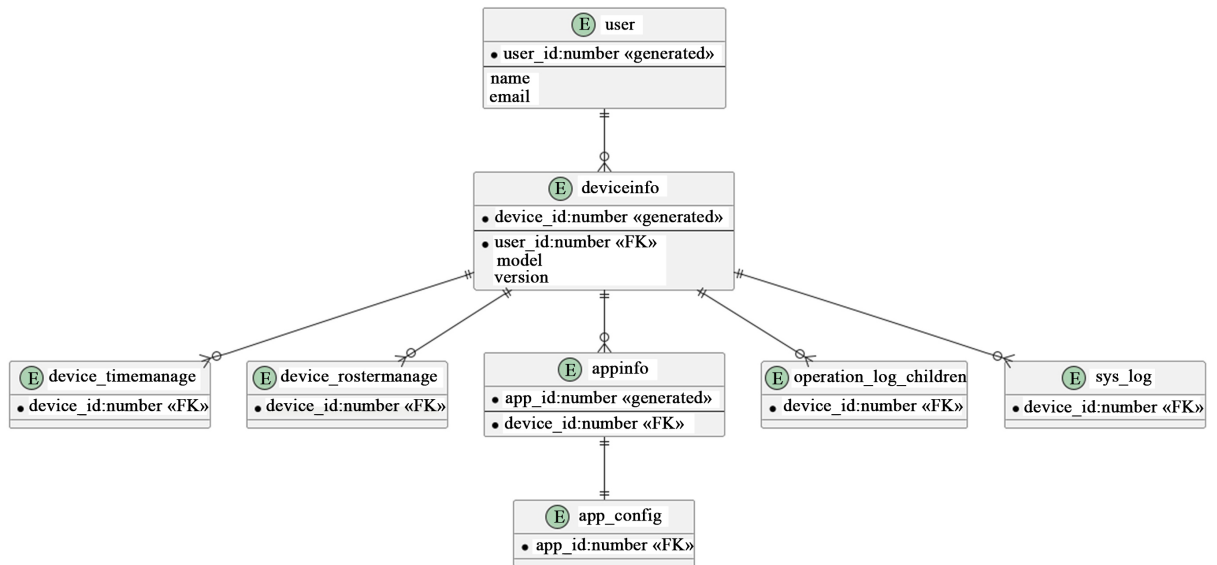 E user
user_id:number «generated»
name
email
E deviceinfo
device_id:number «generated»
user_id:number «FK»
model
version
E device_timemanage
device_id:number «FK»
E device_rostermanage
device_id:number «FK»
E appinfo
app_id:number «generated»
device_id:number «FK»
E operation_log_children
device_id:number «FK»
E sys_log
device_id:number «FK»
E app_config
app_id:number «FK»